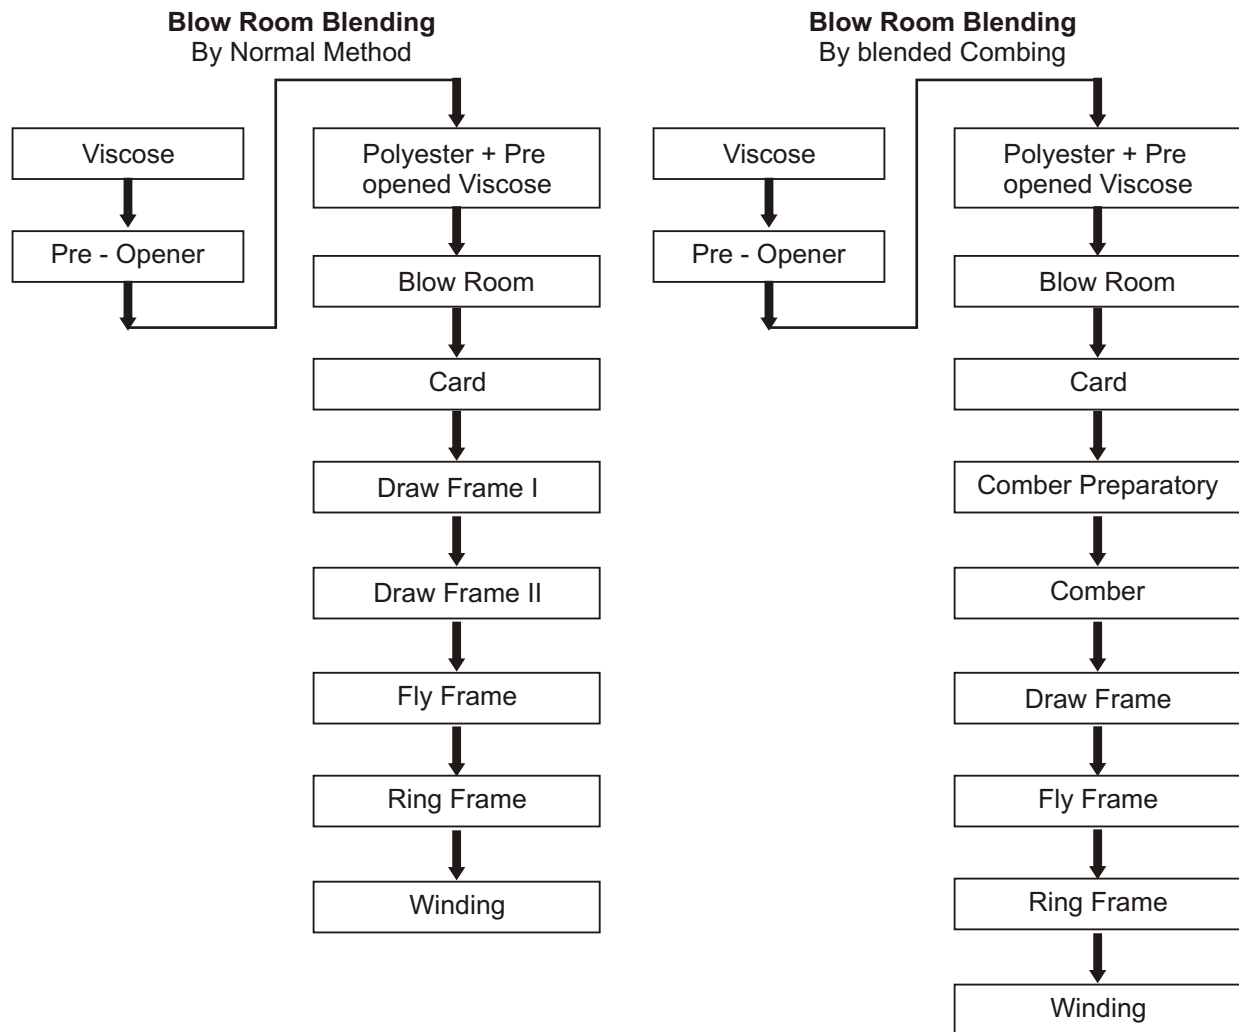 Blow Room Blending
By Normal Method
Viscose
Pre - Opener
Polyester + Pre
opened Viscose
Blow Room
Card
Draw Frame I
Draw Frame II
Fly Frame
Ring Frame
Winding
Blow Room Blending
By blended Combing
Viscose
Pre - Opener
Polyester + Pre
opened Viscose
Blow Room
Card
Comber Preparatory
Comber
Draw Frame
Fly Frame
Ring Frame
Winding